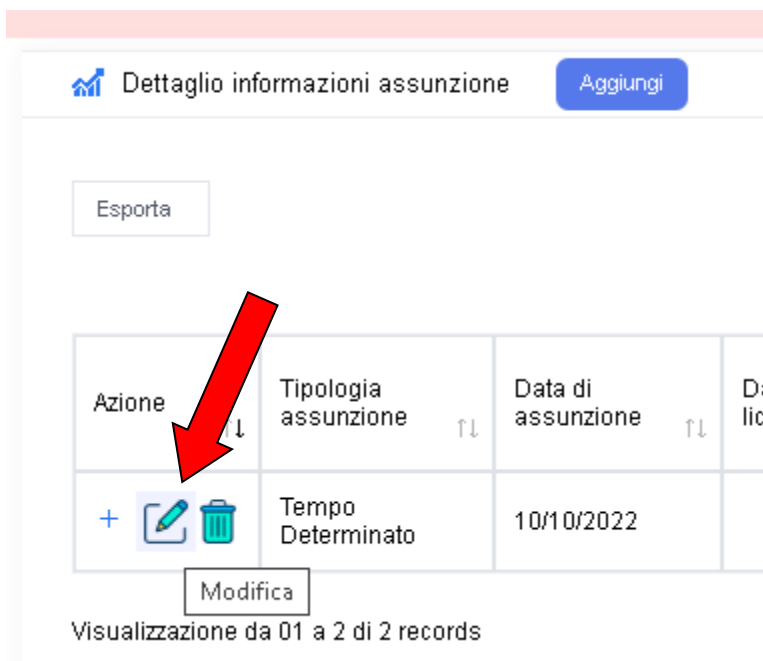 Dettaglio informazioni assunzione
Aggiungi
Esporta
Azione
Tipologia
assunzione
Data di
assunzione
Tempo
Determinato
10/10/2022
Modifica
Visualizzazione da 01 a 2 di 2 records